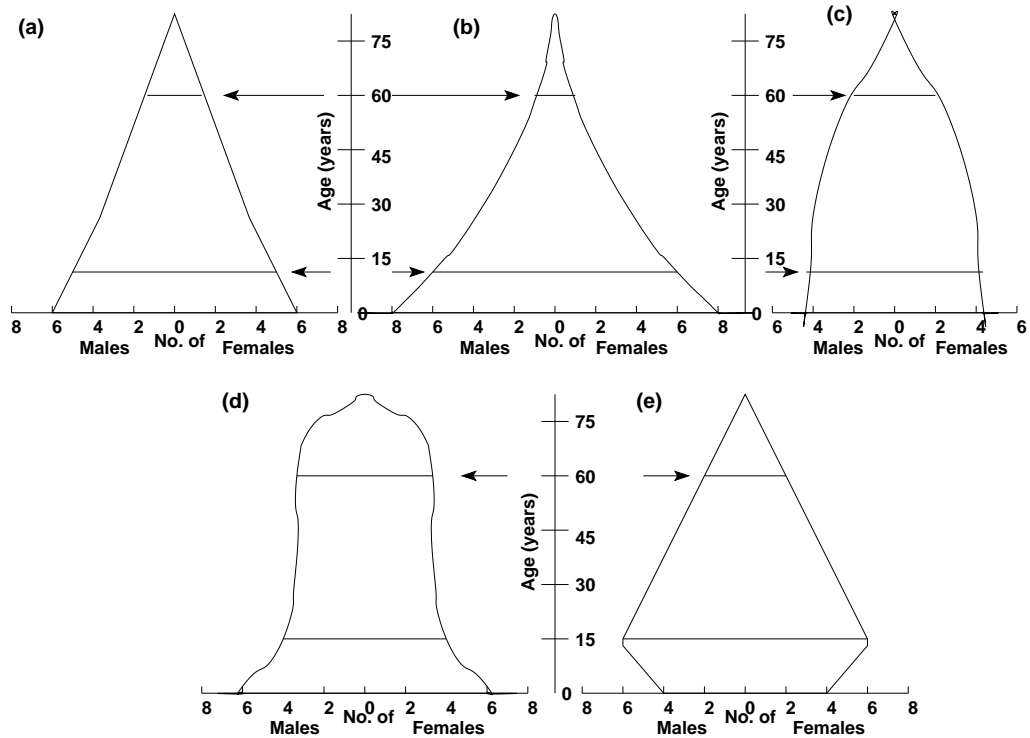 (a)
(b)
(c)
75
60
45
30
15
0
Age (years)
75
60
45
30
15
0
Age (years)
8 6 4 2 0 2 4 6 8
Males No. of Females
8 6 4 2 0 2 4 6 8
Males No. of Females
6 4 2 0 2 4 6
Males No. of Females
(d)
(e)
75
60
45
30
15
0
Age (years)
8 6 4 2 0 2 4 6 8
Males No. of Females
8 6 4 2 0 2 4 6 8
Males No. of Females